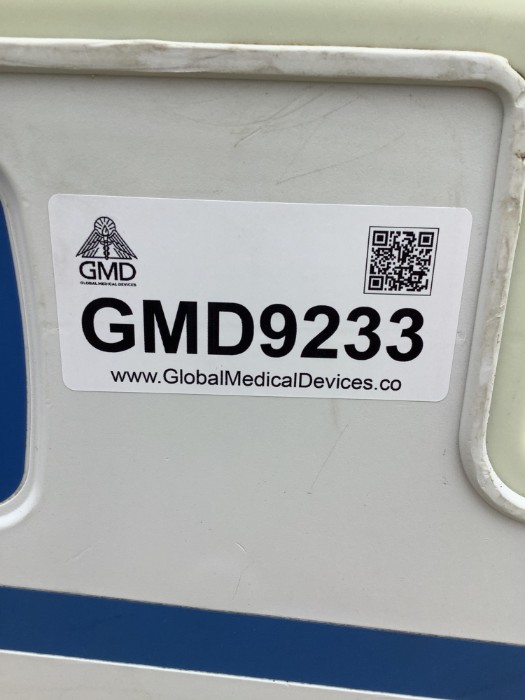 GMD
GLOBAL MEDICAL DEVICES
GMD9233
www.GlobalMedicalDevices.co